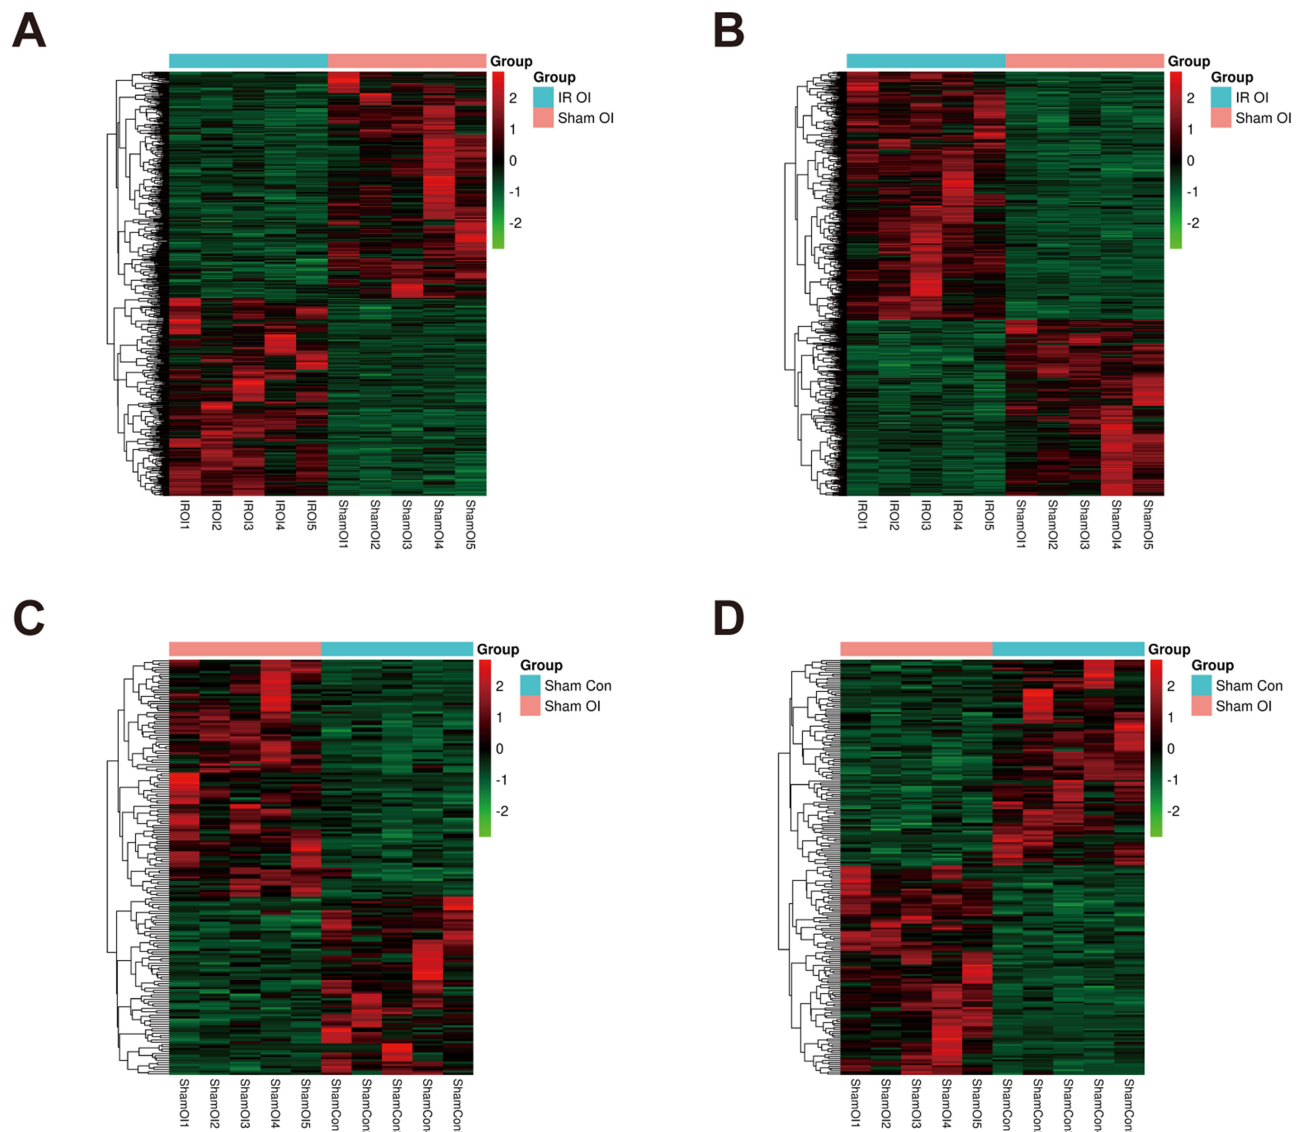 A
Group
2
1
0
-1
-2
Group
IR OI
Sham OI
IROI1
IROI2
IROI3
IROI4
IROI5
ShamOI1
ShamOI2
ShamOI3
ShamOI4
ShamOI5
B
Group
2
1
0
-1
-2
Group
IR OI
Sham OI
IROI1
IROI2
IROI3
IROI4
IROI5
ShamOI1
ShamOI2
ShamOI3
ShamOI4
ShamOI5
C
Group
2
1
0
-1
-2
Group
Sham Con
Sham OI
ShamOI1
ShamOI2
ShamOI3
ShamOI4
ShamOI5
ShamCon
ShamCon
ShamCon
ShamCon
ShamCon
D
Group
2
1
0
-1
-2
Group
Sham Con
Sham OI
ShamOI1
ShamOI2
ShamOI3
ShamOI4
ShamOI5
ShamCon
ShamCon
ShamCon
ShamCon
ShamCon